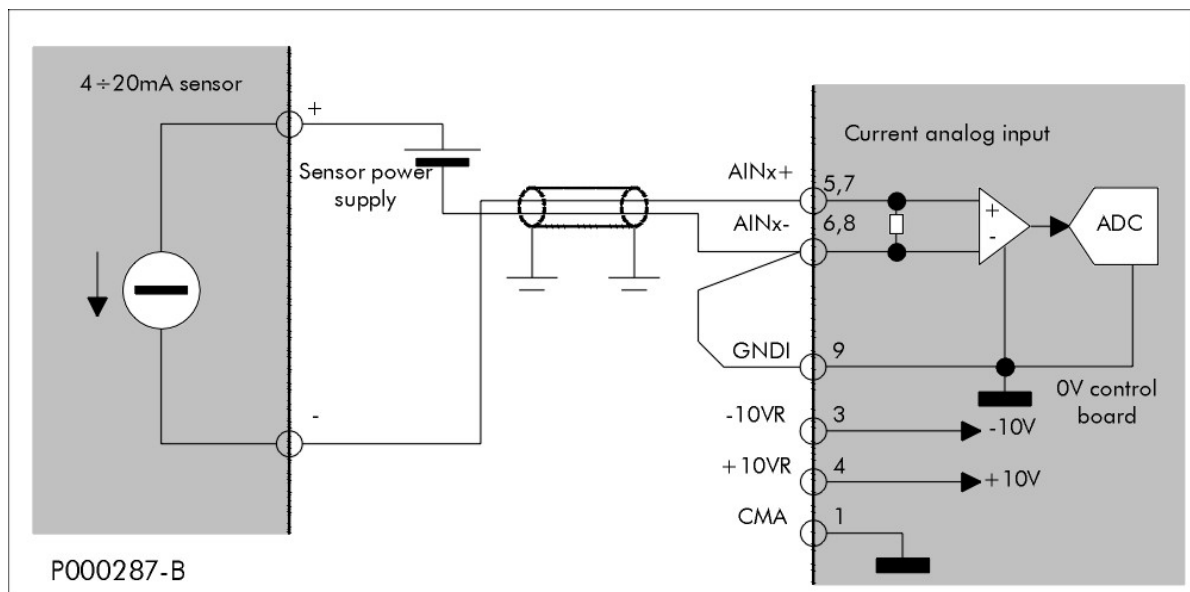 4÷20mA sensor
+
Sensor power
supply
-
Current analog input
AINx+
5,7
AINx-
6,8
+
-
ADC
GNDI
9
0V control
board
-10VR
3
-10V
+10VR
4
+10V
CMA
1
P000287-B